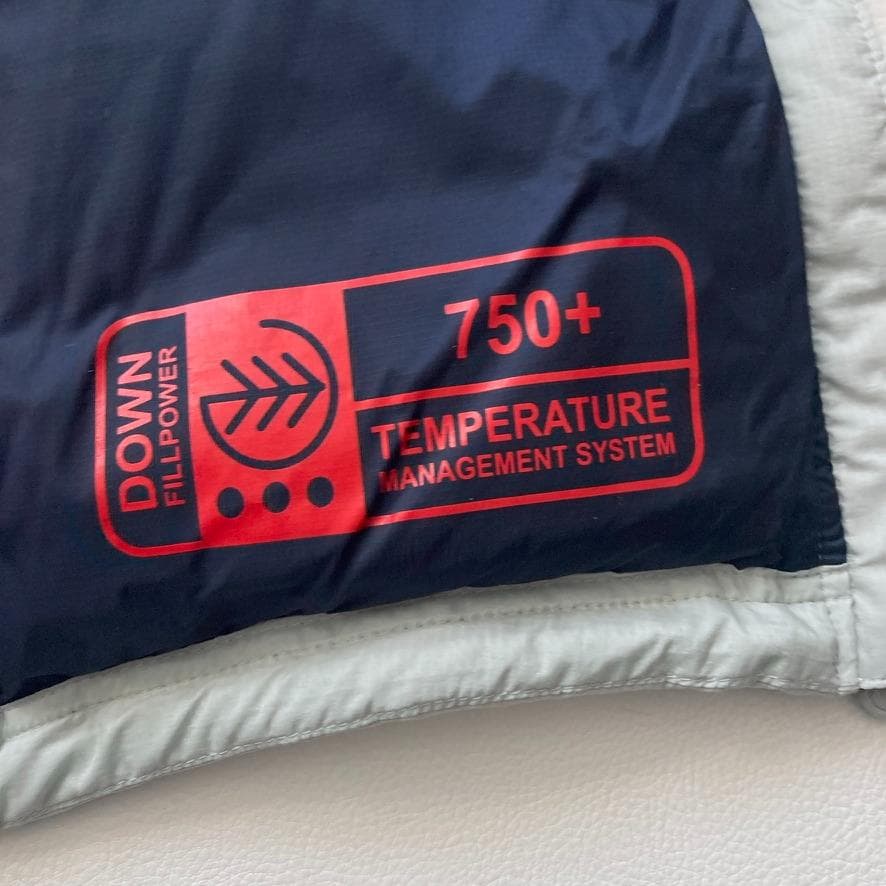 DOWN
FILLPOWER
750+
TEMPERATURE
MANAGEMENT SYSTEM